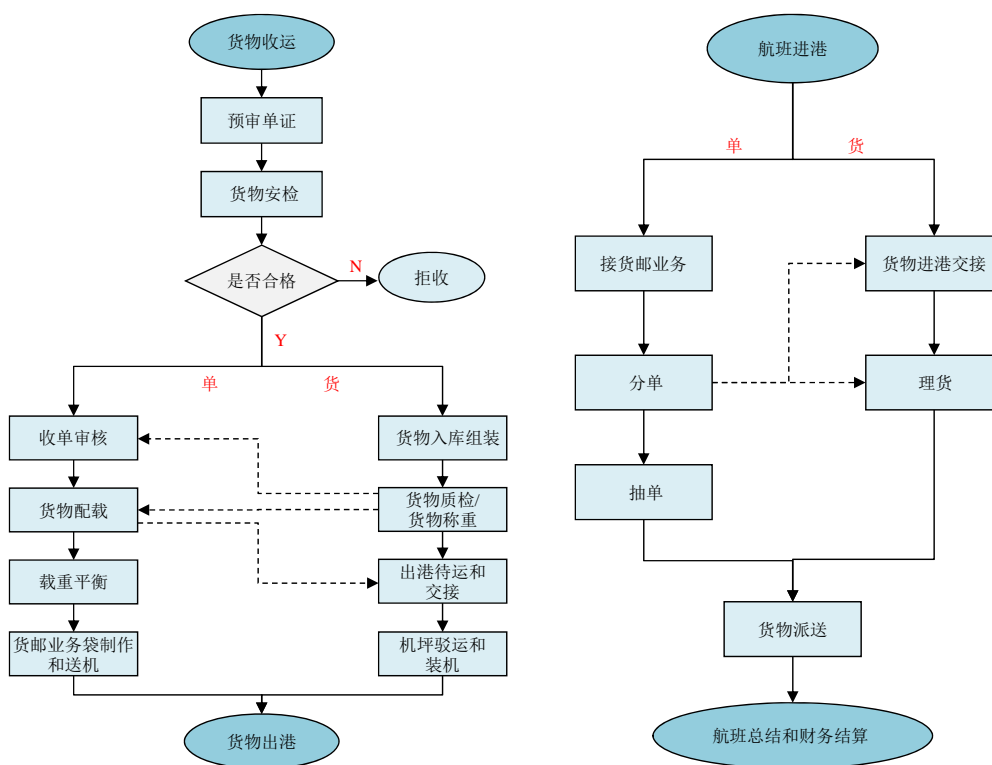 货物收运
预审单证
货物安检
是否合格
N
拒收
Y
单
货
收单审核
货物配载
载重平衡
货邮业务袋制作
和送机
货物入库组装
货物质检/
货物称重
出港待运和
交接
机坪驳运和
装机
货物出港
航班进港
单
货
接货邮业务
分单
抽单
货物进港交接
理货
货物派送
航班总结和财务结算